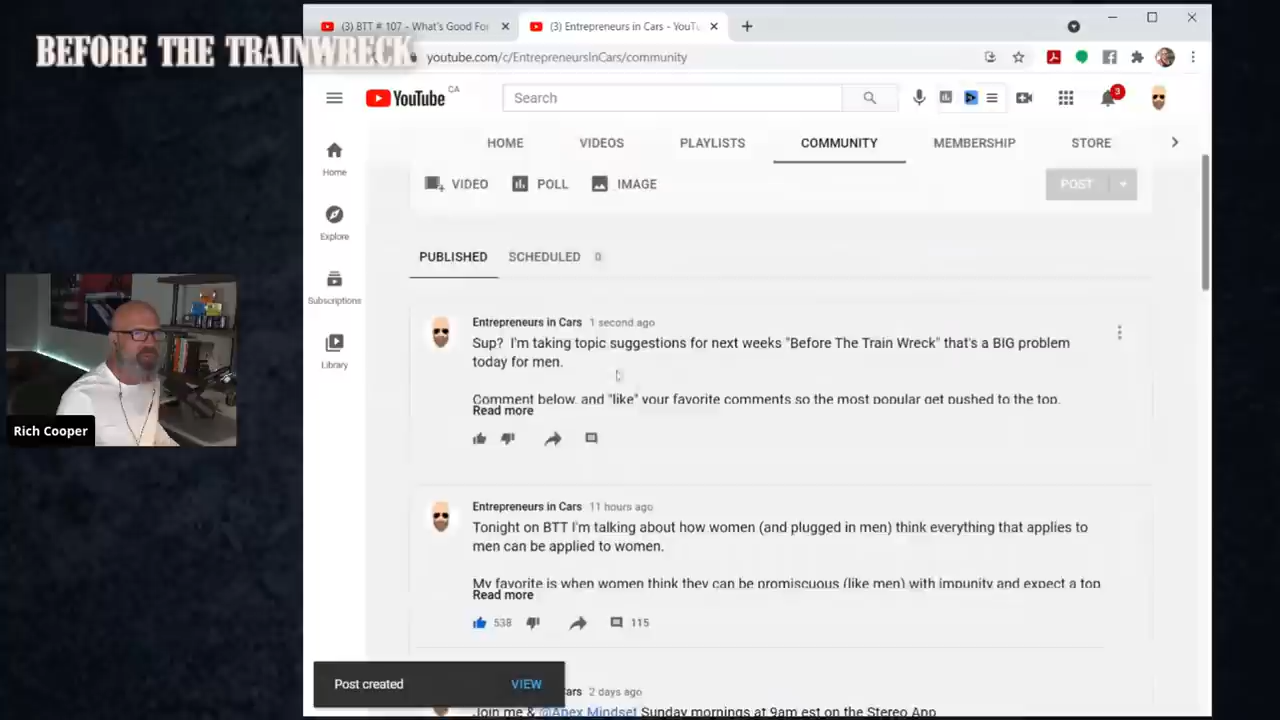 BEFORE THE TRAINWRECK
(3) BTT # 107 - What's Good For
(3) Entrepreneurs in Cars - YouTu
youtube.com/c/EntrepreneursInCars/community
YouTube CA
Search
3
HOME VIDEOS PLAYLISTS COMMUNITY MEMBERSHIP STORE
Home
Explore
Subscriptions
Library
VIDEO POLL IMAGE POST
PUBLISHED SCHEDULED 0
Entrepreneurs in Cars 1 second ago
Sup? I'm taking topic suggestions for next weeks "Before The Train Wreck" that's a BIG problem
today for men.
Comment below, and "like" your favorite comments so the most popular get pushed to the top.
Read more
Entrepreneurs in Cars 11 hours ago
Tonight on BTT I'm talking about how women (and plugged in men) think everything that applies to
men can be applied to women.
My favorite is when women think they can be promiscuous (like men) with impunity and expect a top
Read more
538 115
Cars 2 days ago
Join me & @Apex Mindset Sunday mornings at 9am est on the Stereo App
Post created VIEW
Rich Cooper